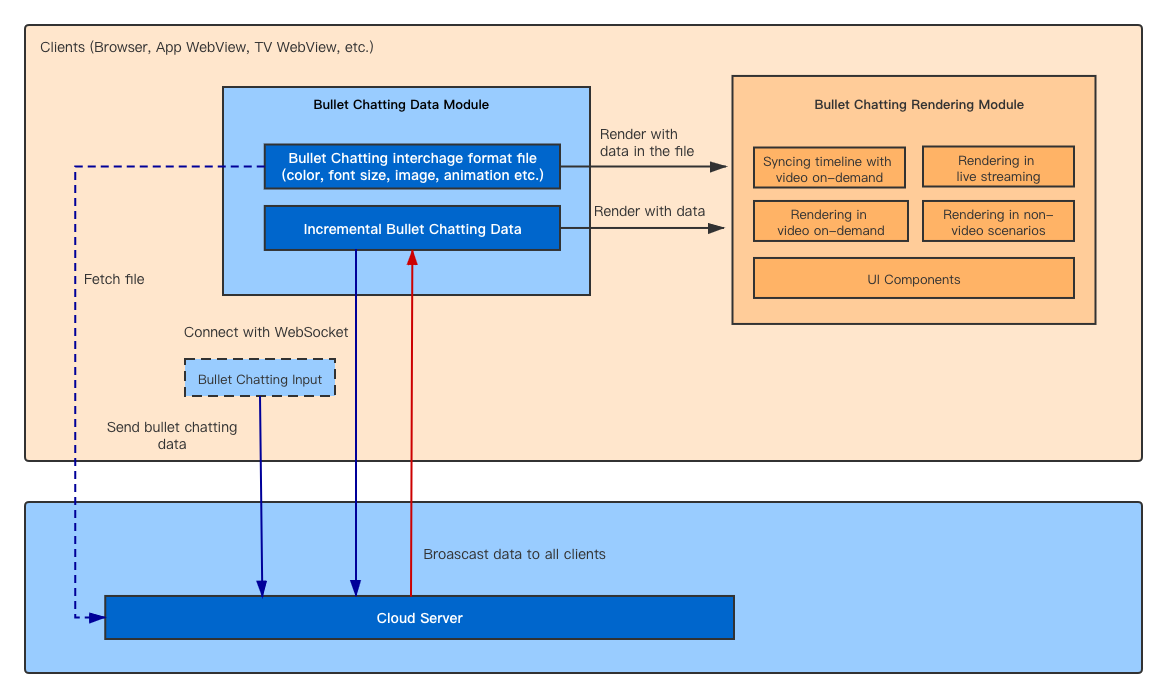 Clients (Browser, App WebView, TV WebView, etc.)
Bullet Chatting Data Module
Bullet Chatting interchage format file
(color, font size, image, animation etc.)
Incremental Bullet Chatting Data
Render with
data in the file
Render with data
Bullet Chatting Rendering Module
Syncing timeline with
video on-demand
Rendering in
live streaming
Rendering in
video on-demand
Rendering in non-
video scenarios
UI Components
Fetch file
Connect with WebSocket
Bullet Chatting Input
Send bullet chatting
data
Broascast data to all clients
Cloud Server